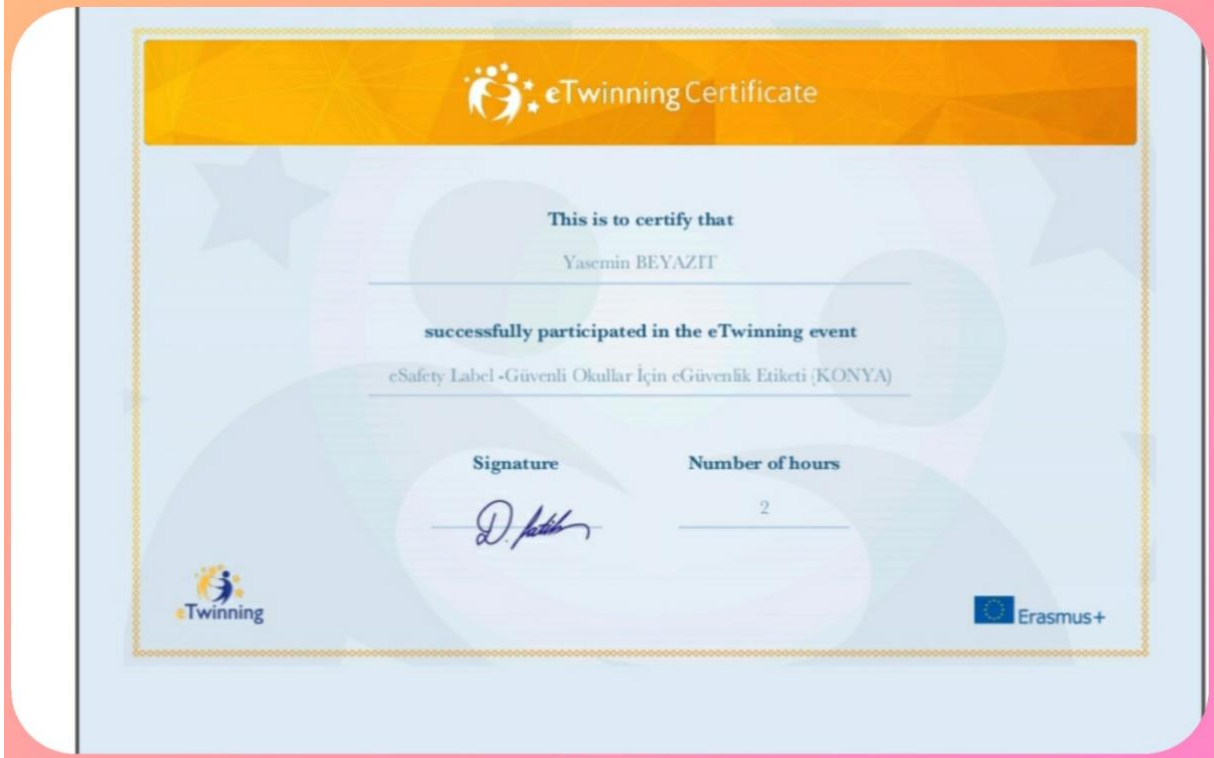 eTwinning Certificate
This is to certify that
Yasemin BEYAZIT
successfully participated in the eTwinning event
eSafety Label -Güvenli Okullar İçin eGüvenlik Etiketi (KONYA)
Signature Number of hours
D. fatih 2
eTwinning Erasmus+